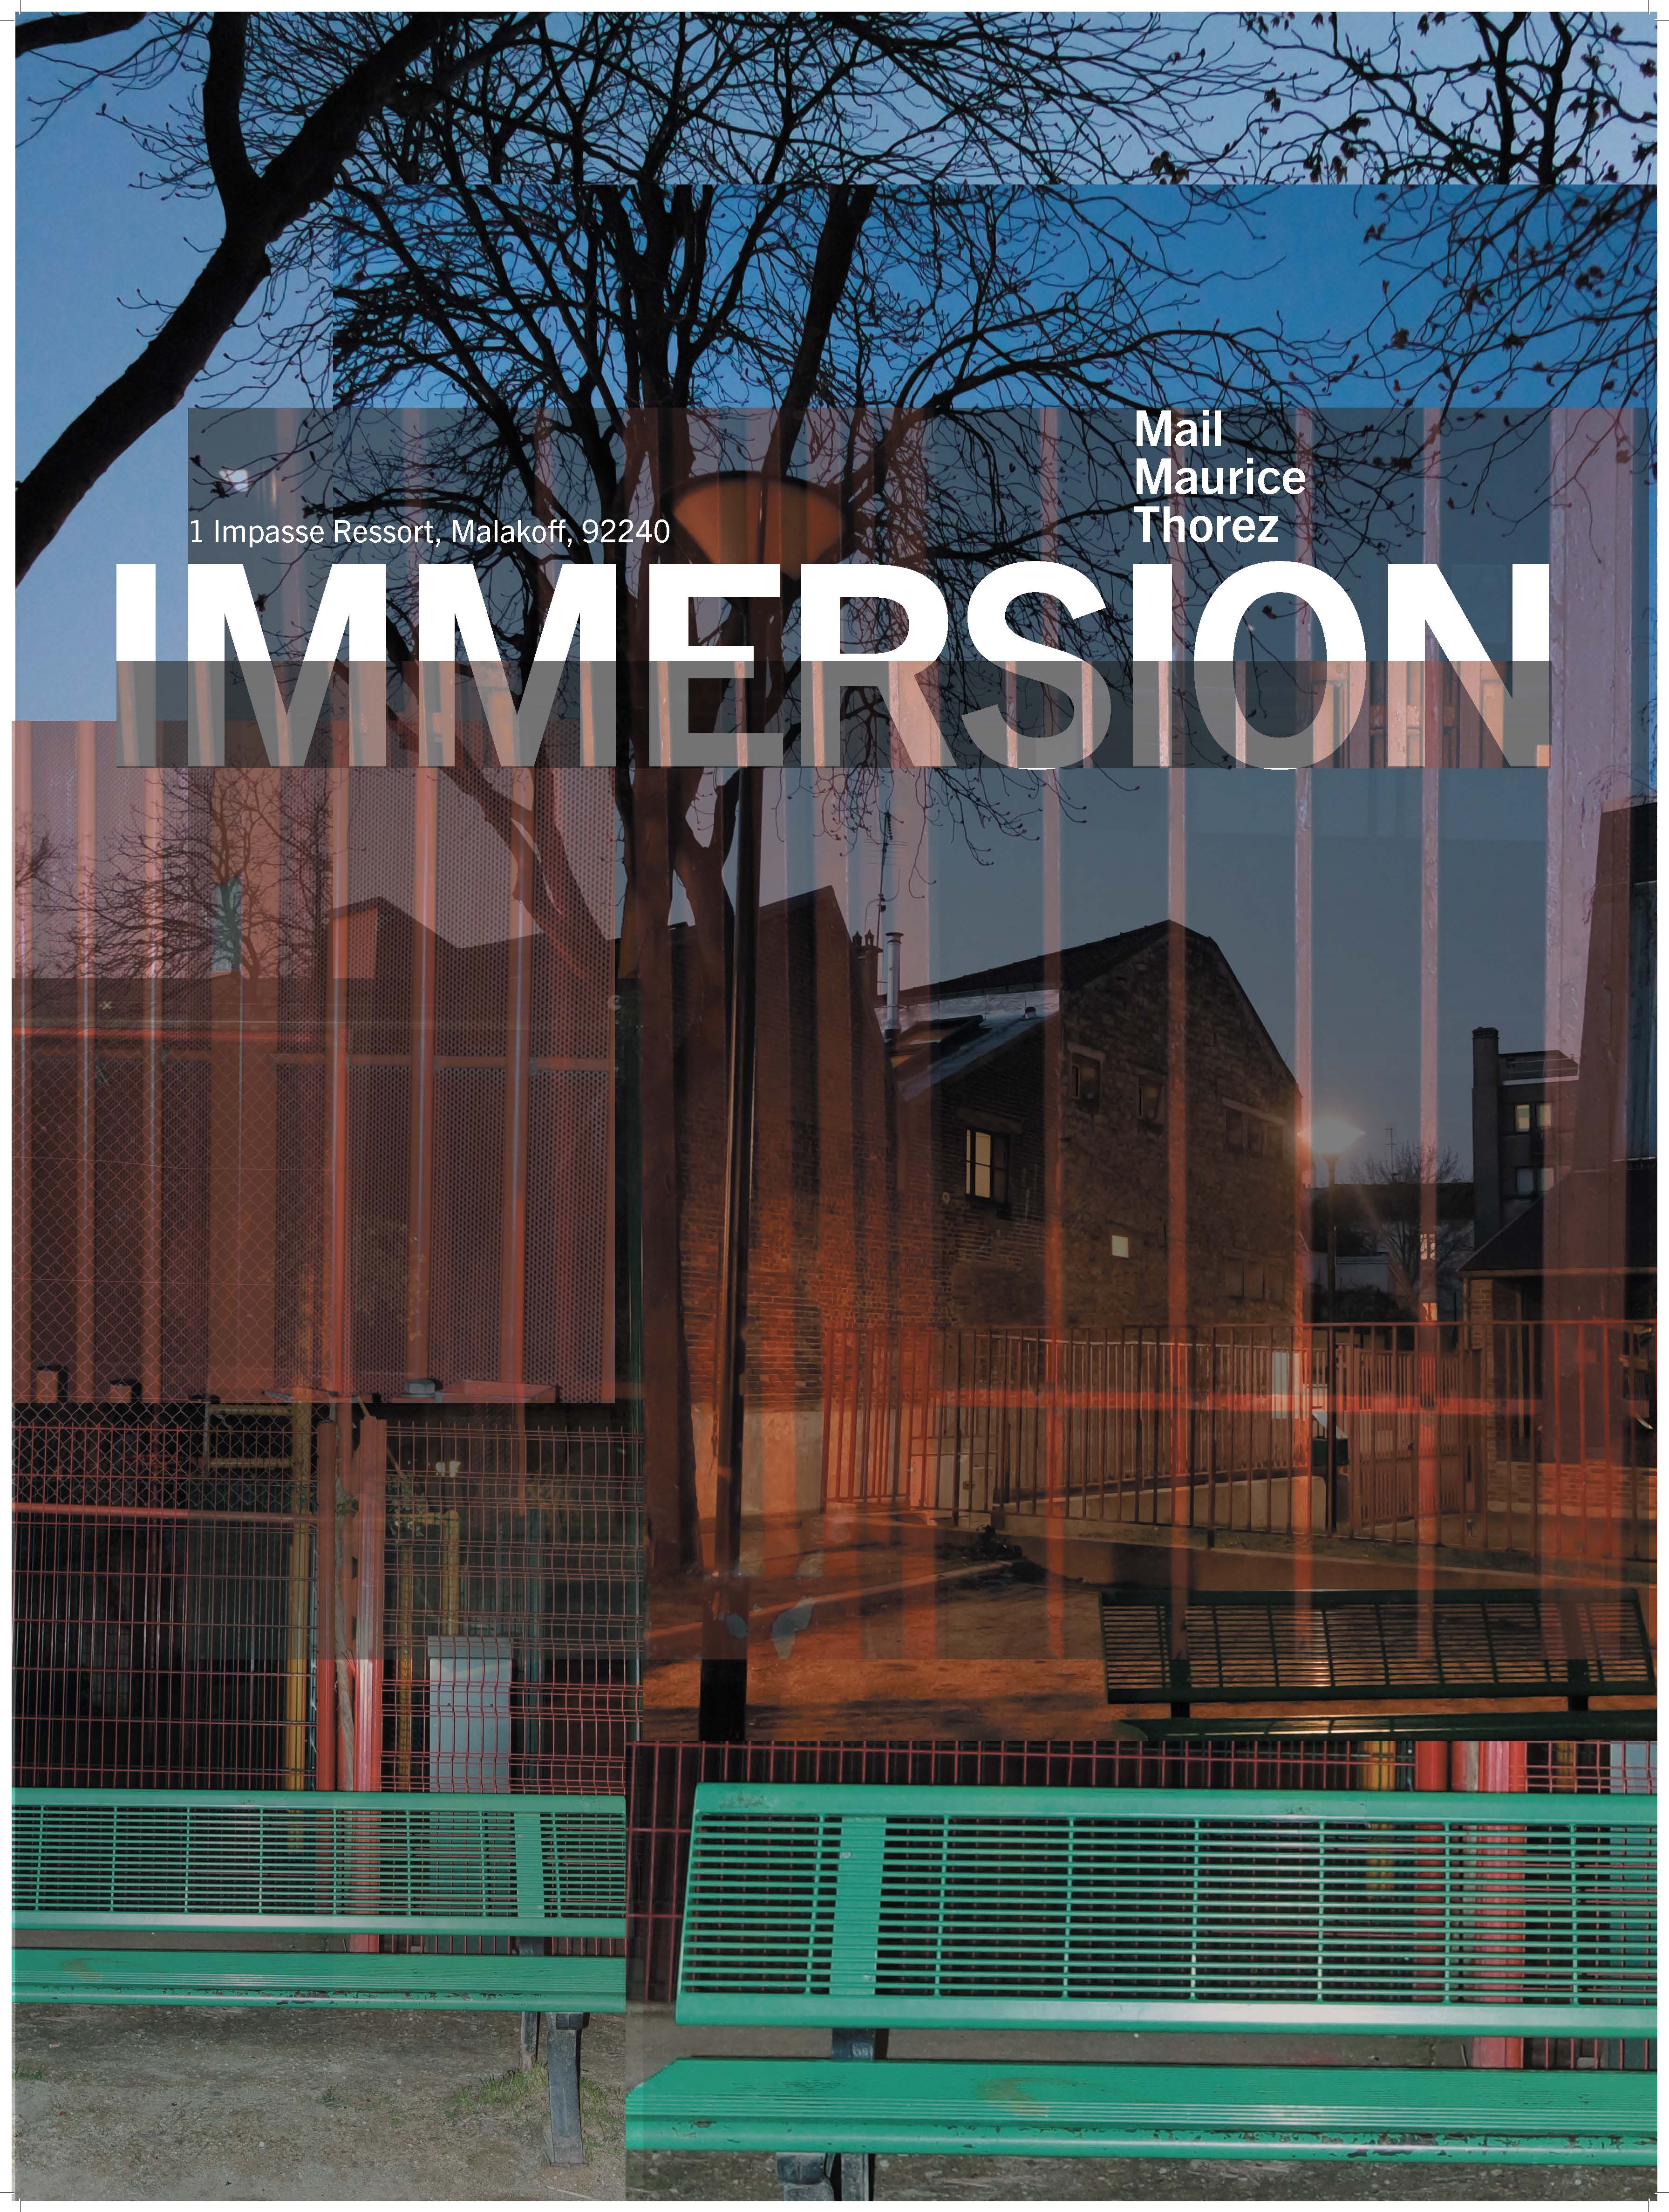 Mail
Maurice
Thorez
1 Impasse Ressort, Malakoff, 92240
IMMERSION